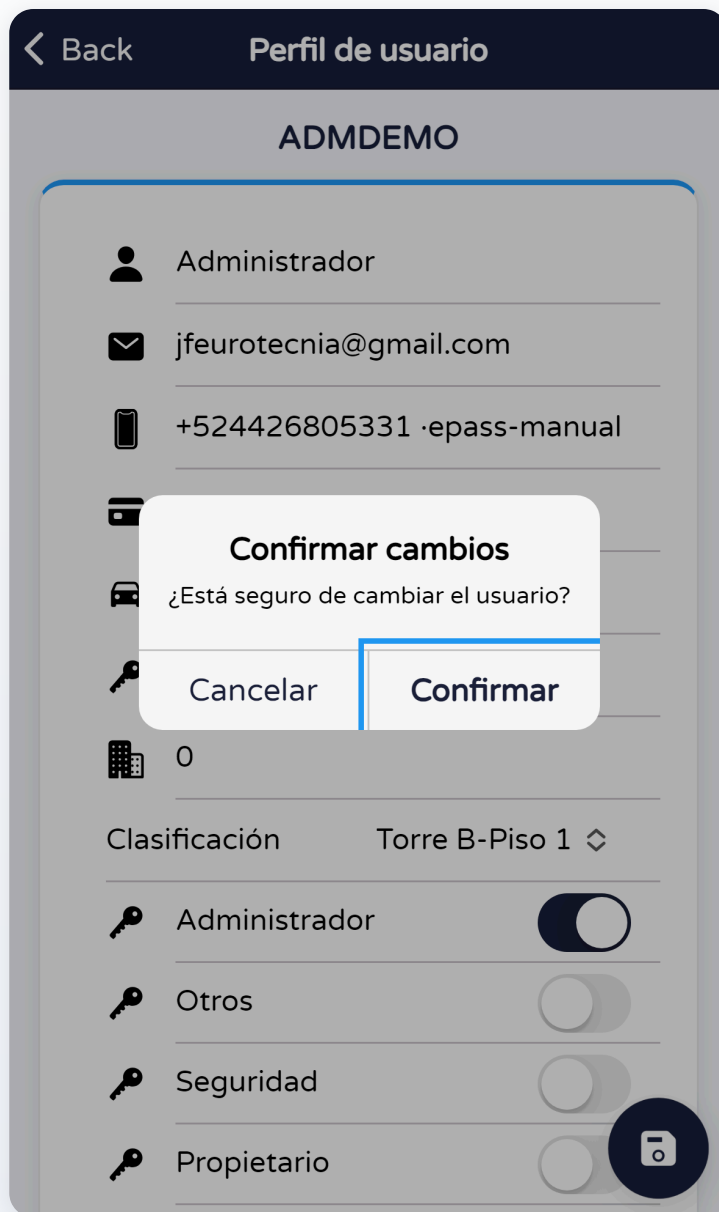 Back
Perfil de usuario
ADMDEMO
Administrador
jfeurotecnia@gmail.com
+524426805331 ·epass-manual
Confirmar cambios
¿Está seguro de cambiar el usuario?
Cancelar
Confirmar
0
Clasificación
Torre B-Piso 1
Administrador
Otros
Seguridad
Propietario